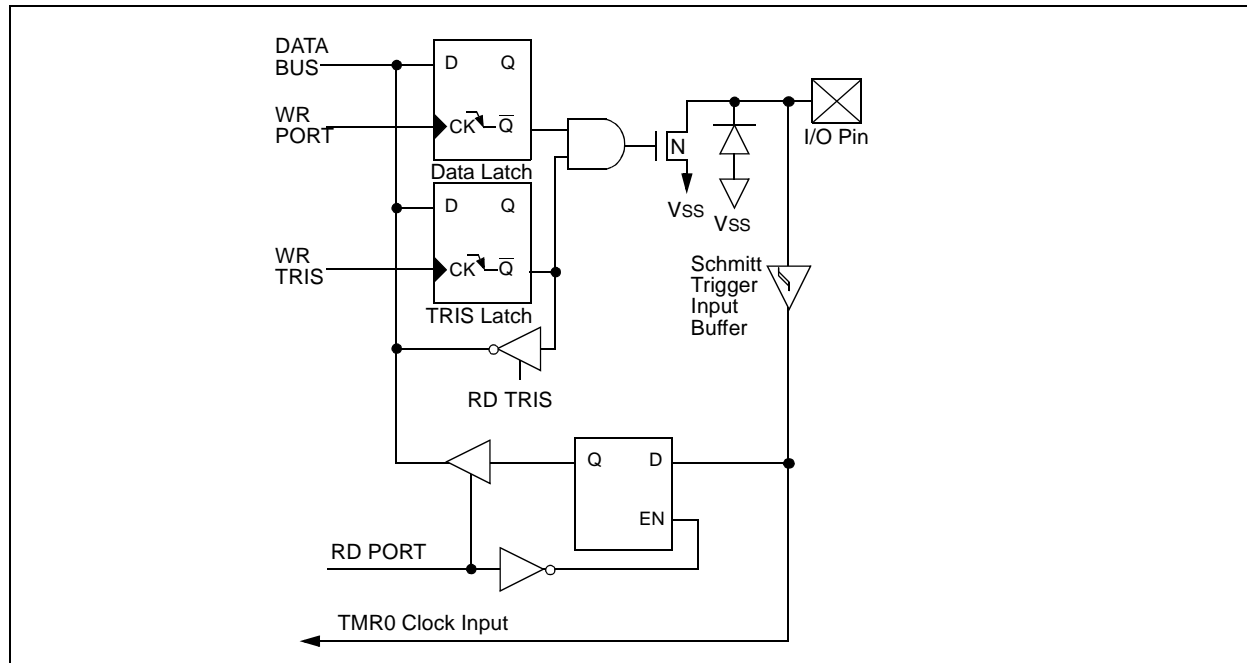 DATA
BUS
D
Q
WR
PORT
CK
Q̅
Data Latch
N
I/O Pin
VSS
VSS
D
Q
WR
TRIS
CK
Q̅
TRIS Latch
Schmitt
Trigger
Input
Buffer
RD TRIS
Q
D
EN
RD PORT
TMR0 Clock Input